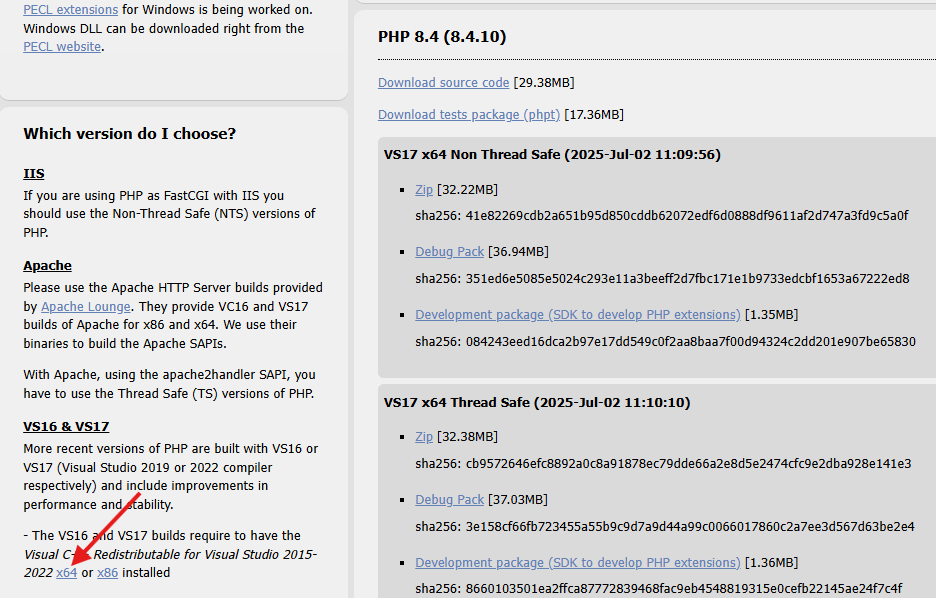 PECL extensions for Windows is being worked on.
Windows DLL can be downloaded right from the
PECL website.
Which version do I choose?
IIS
If you are using PHP as FastCGI with IIS you
should use the Non-Thread Safe (NTS) versions of
PHP.
Apache
Please use the Apache HTTP Server builds provided
by Apache Lounge. They provide VC16 and VS17
builds of Apache for x86 and x64. We use their
binaries to build the Apache SAPIs.
With Apache, using the apache2handler SAPI, you
have to use the Thread Safe (TS) versions of PHP.
VS16 & VS17
More recent versions of PHP are built with VS16 or
VS17 (Visual Studio 2019 or 2022 compiler
respectively) and include improvements in
performance and stability.
- The VS16 and VS17 builds require to have the
Visual C++ Redistributable for Visual Studio 2015-
2022 x64 or x86 installed
PHP 8.4 (8.4.10)
Download source code [29.38MB]
Download tests package (phpt) [17.36MB]
VS17 x64 Non Thread Safe (2025-Jul-02 11:09:56)
Zip [32.22MB]
sha256: 41e82269cdb2a651b95d850cddb62072edf6d0888df9611af2d747a3fd9c5a0f
Debug Pack [36.94MB]
sha256: 351ed6e5085e5024c293e11a3beeff2d7fbc171e1b9733edcbf1653a67222ed8
Development package (SDK to develop PHP extensions) [1.35MB]
sha256: 084243eed16dca2b97e17dd549c0f2aa8baa7f00d94324c2dd201e907be65830
VS17 x64 Thread Safe (2025-Jul-02 11:10:10)
Zip [32.38MB]
sha256: cb9572646efc8892a0c8a91878ec79dde66a2e8d5e2474cfc9e2dba928e141e3
Debug Pack [37.03MB]
sha256: 3e158cf66fb723455a55b9c9d7a9d44a99c0066017860c2a7ee3d567d63be2e4
Development package (SDK to develop PHP extensions) [1.36MB]
sha256: 8660103501ea2ffca87772839468fac9eb4548819315e0cefb22145ae24f7c4f